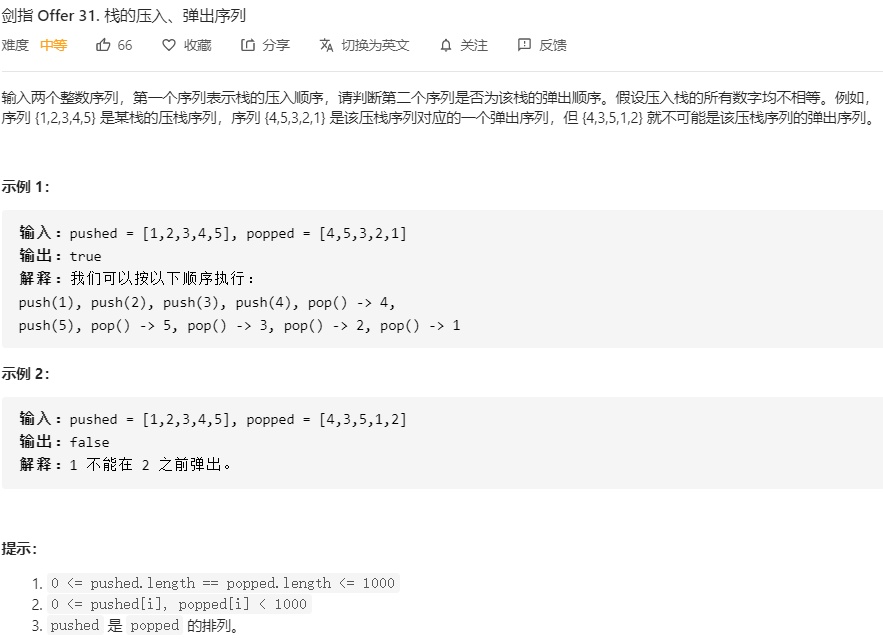 剑指 Offer 31. 栈的压入、弹出序列
难度 中等 66 收藏 分享 切换为英文 关注 反馈
输入两个整数序列，第一个序列表示栈的压入顺序，请判断第二个序列是否为该栈的弹出顺序。假设压入栈的所有数字均不相等。例如，
序列 {1,2,3,4,5} 是某栈的压栈序列，序列 {4,5,3,2,1} 是该压栈序列对应的一个弹出序列，但 {4,3,5,1,2} 就不可能是该压栈序列的弹出序列。
示例 1：
输入：pushed = [1,2,3,4,5], popped = [4,5,3,2,1]
输出：true
解释：我们可以按以下顺序执行：
push(1), push(2), push(3), push(4), pop() -> 4,
push(5), pop() -> 5, pop() -> 3, pop() -> 2, pop() -> 1
示例 2：
输入：pushed = [1,2,3,4,5], popped = [4,3,5,1,2]
输出：false
解释：1 不能在 2 之前弹出。
提示：
1. 0 <= pushed.length == popped.length <= 1000
2. 0 <= pushed[i], popped[i] < 1000
3. pushed 是 popped 的排列。